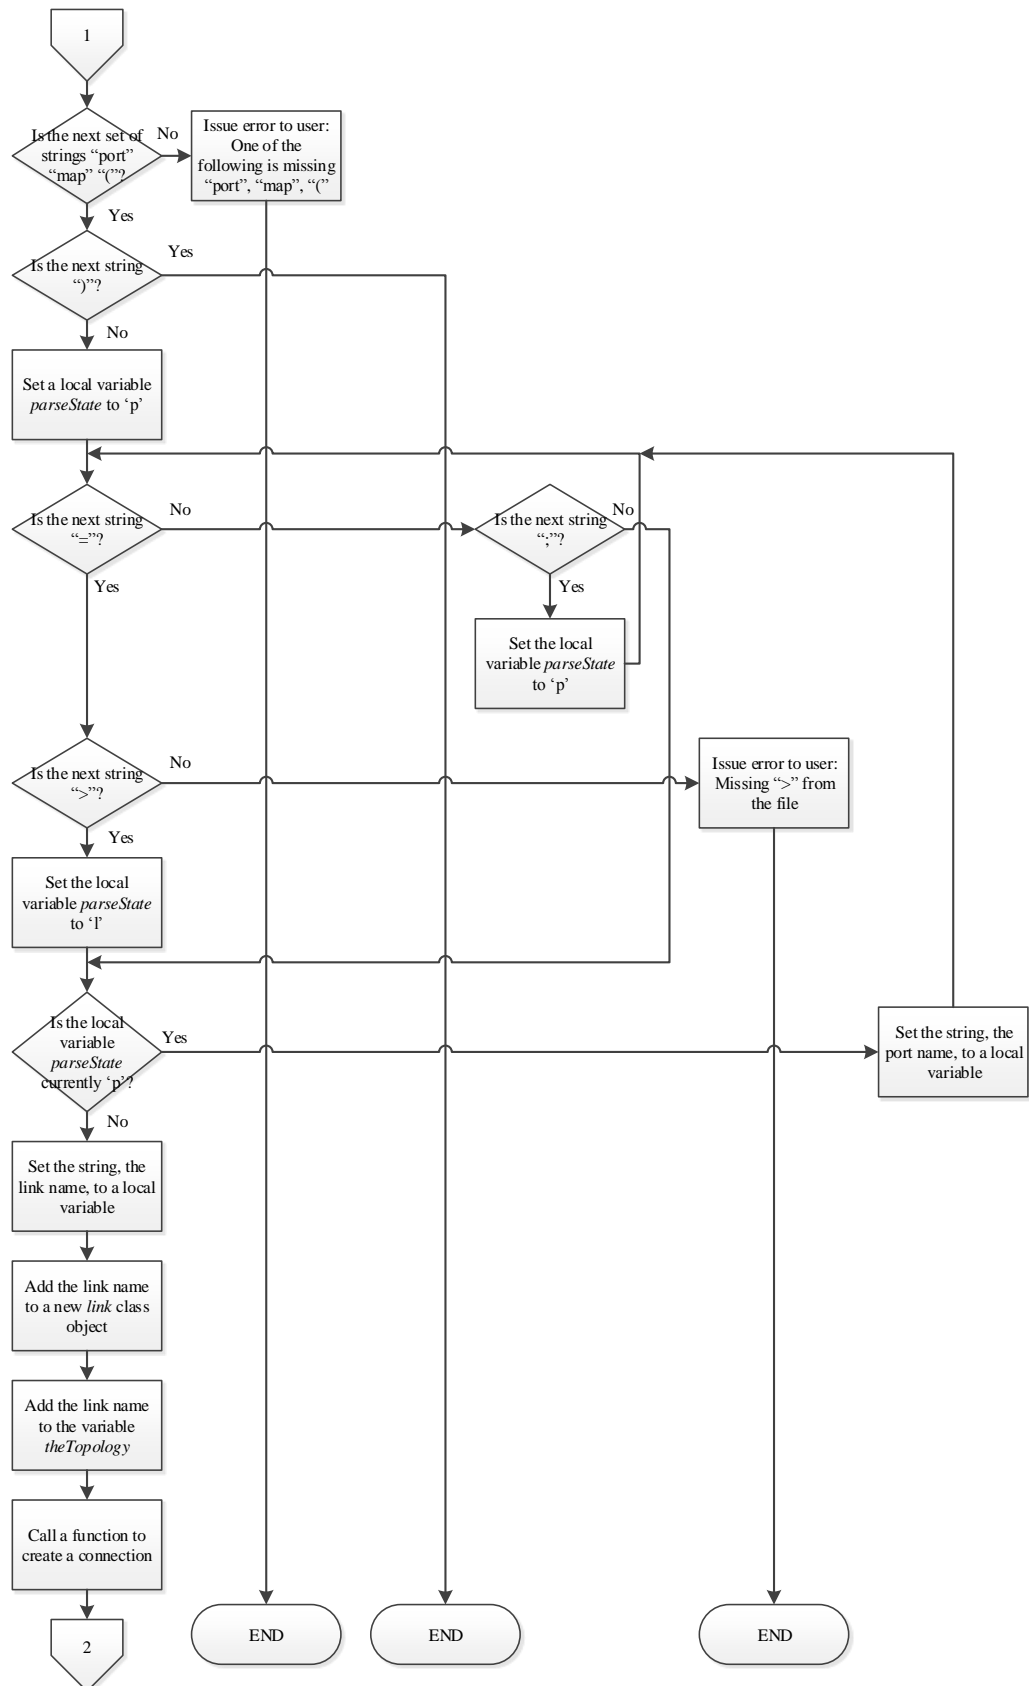 1
Is the next set of
strings “port”
“map” “(”?
No
Issue error to user:
One of the
following is missing
“port”, “map”, “(”
Yes
Is the next string
“)”?
Yes
No
Set a local variable
parseState to ‘p’
Is the next string
“=”?
No
Is the next string
“;”?
No
Yes
Yes
Set the local
variable parseState
to ‘p’
Is the next string
“>”?
No
Issue error to user:
Missing “>” from
the file
Yes
Set the local
variable parseState
to ‘l’
Is the local
variable
parseState
currently ‘p’?
Yes
Set the string, the
port name, to a local
variable
No
Set the string, the
link name, to a local
variable
Add the link name
to a new link class
object
Add the link name
to the variable
theTopology
Call a function to
create a connection
2
END
END
END